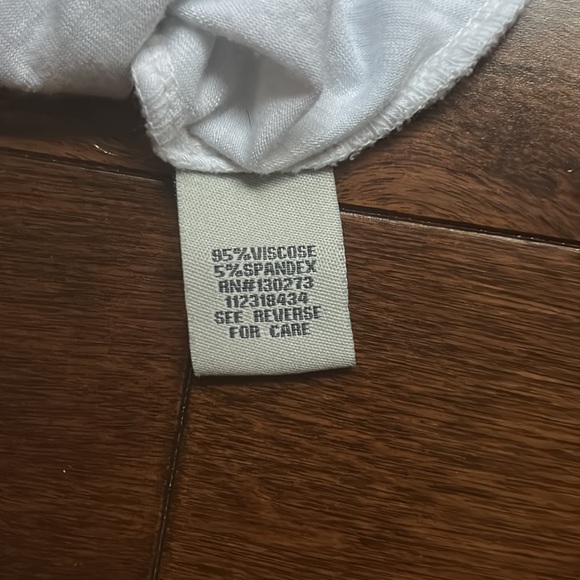 95%VISCOSE
5%SPANDEX
RN#130273
112318434
SEE REVERSE
FOR CARE